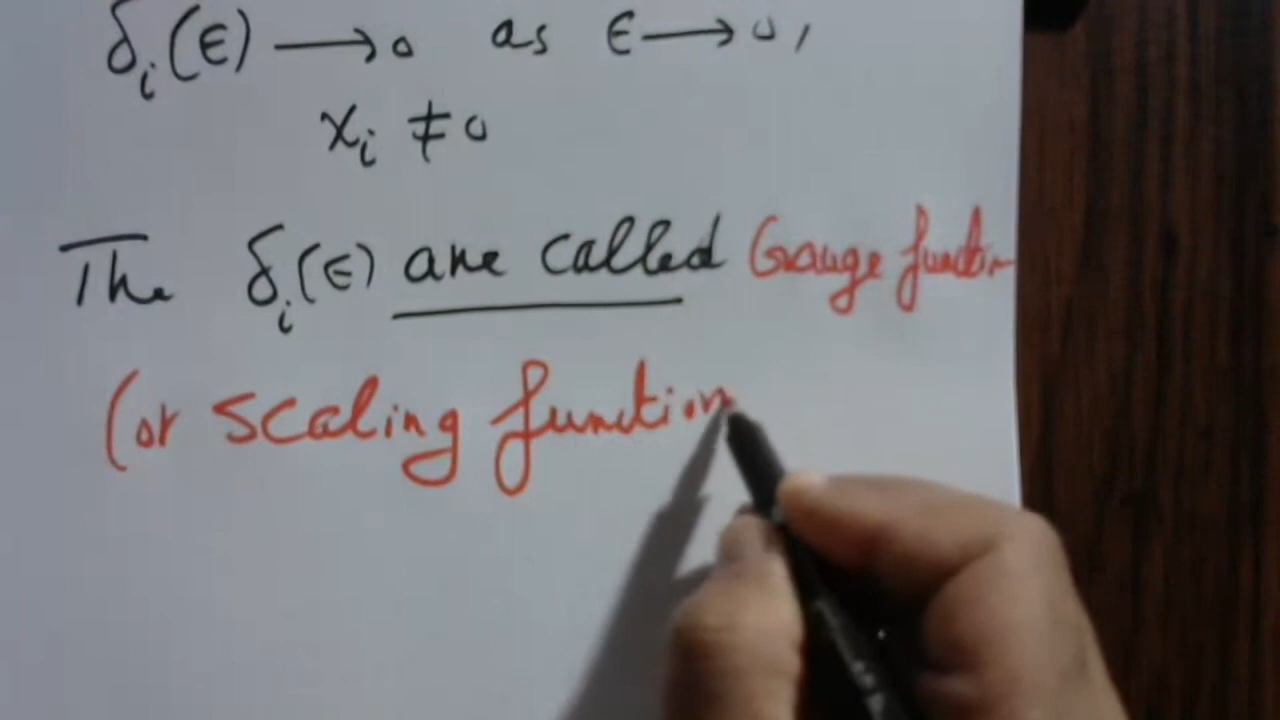 δᵢ(ϵ) ⟶ 0 as ϵ ⟶ 0,
xᵢ ≠ 0
The δᵢ(ϵ) are called Gauge function
(or scaling function